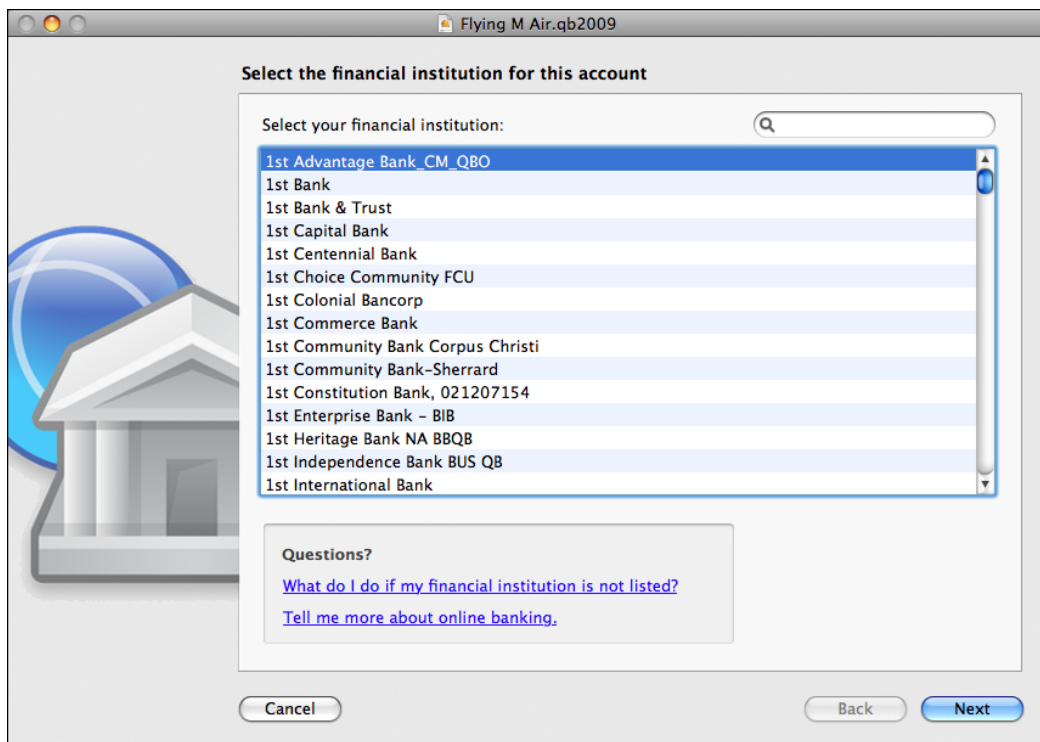 Flying M Air.qb2009
Select the financial institution for this account
Select your financial institution:
1st Advantage Bank_CM_QBO
1st Bank
1st Bank & Trust
1st Capital Bank
1st Centennial Bank
1st Choice Community FCU
1st Colonial Bancorp
1st Commerce Bank
1st Community Bank Corpus Christi
1st Community Bank-Sherrard
1st Constitution Bank, 021207154
1st Enterprise Bank - BIB
1st Heritage Bank NA BBQB
1st Independence Bank BUS QB
1st International Bank
Questions?
What do I do if my financial institution is not listed?
Tell me more about online banking.
Cancel Back Next